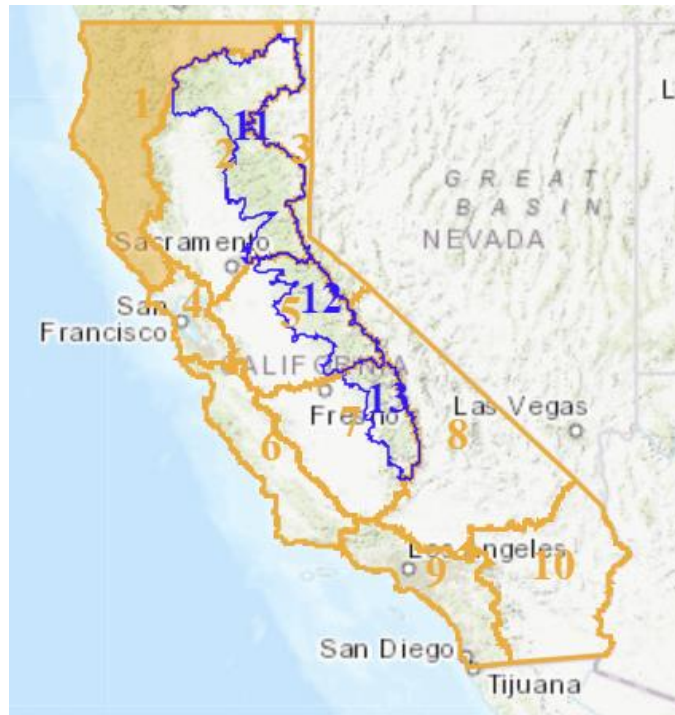 L
1
11
2
3
GREAT
BASIN
NEVADA
Sacramento
4
San
Francisco
12
5
CALIFORNIA
Fresno
13
7
Las Vegas
6
8
Los Angeles
9
10
San Diego
Tijuana